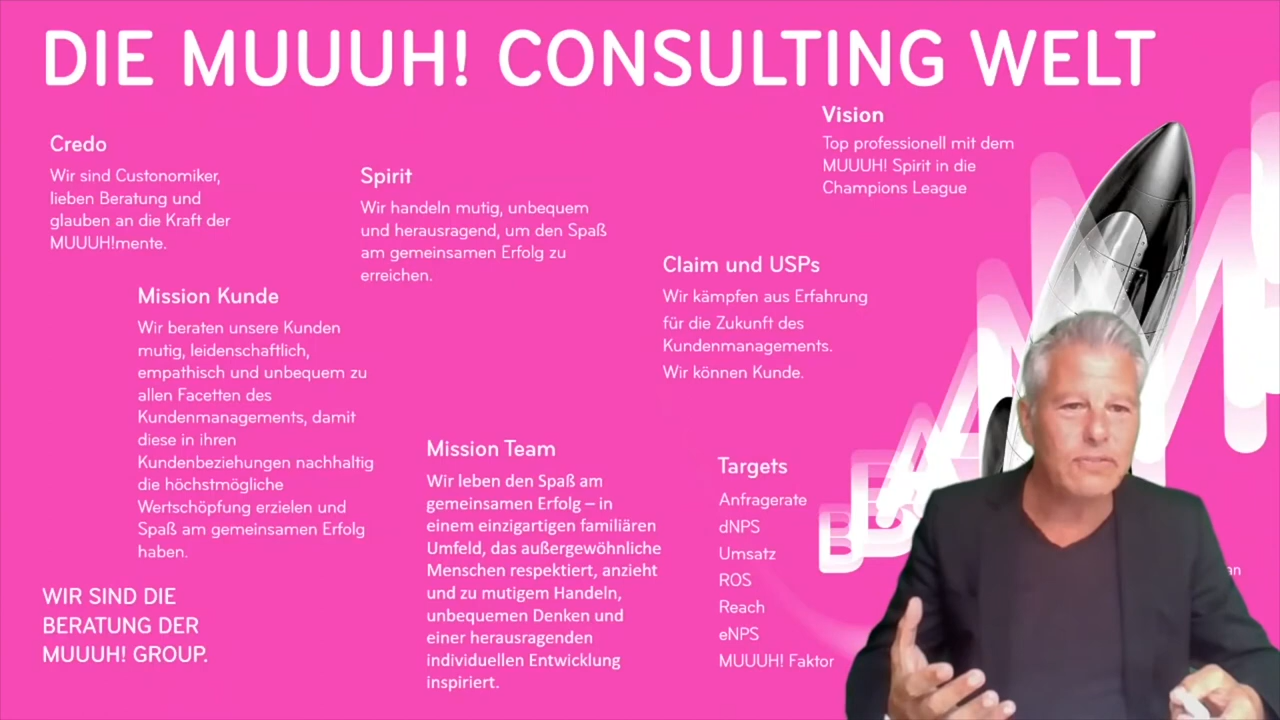 DIE MUUUH! CONSULTING WELT
Credo
Wir sind Customomiker,
lieben Beratung und
glauben an die Kraft der
MUUUH!mente.
Spirit
Wir handeln mutig, unbequem
und herausragend, um den Spaß
am gemeinsamen Erfolg zu
erreichen.
Vision
Top professionell mit dem
MUUUH! Spirit in die
Champions League
Mission Kunde
Wir beraten unsere Kunden
mutig, leidenschaftlich,
empathisch und unbequem zu
allen Facetten des
Kundenmanagements, damit
diese in ihren
Kundenbeziehungen nachhaltig
die höchstmögliche
Wertschöpfung erzielen und
Spaß am gemeinsamen Erfolg
haben.
Claim und USPs
Wir kämpfen aus Erfahrung
für die Zukunft des
Kundenmanagements.
Wir können Kunde.
Mission Team
Wir leben den Spaß am
gemeinsamen Erfolg – in
einem einzigartigen familiären
Umfeld, das außergewöhnliche
Menschen respektiert, anzieht
und zu mutigem Handeln,
unbequemen Denken und
einer herausragenden
individuellen Entwicklung
inspiriert.
Targets
Anfragerate
dNPS
Umsatz
ROS
Reach
eNPS
MUUUH! Faktor
WIR SIND DIE
BERATUNG DER
MUUUH! GROUP.